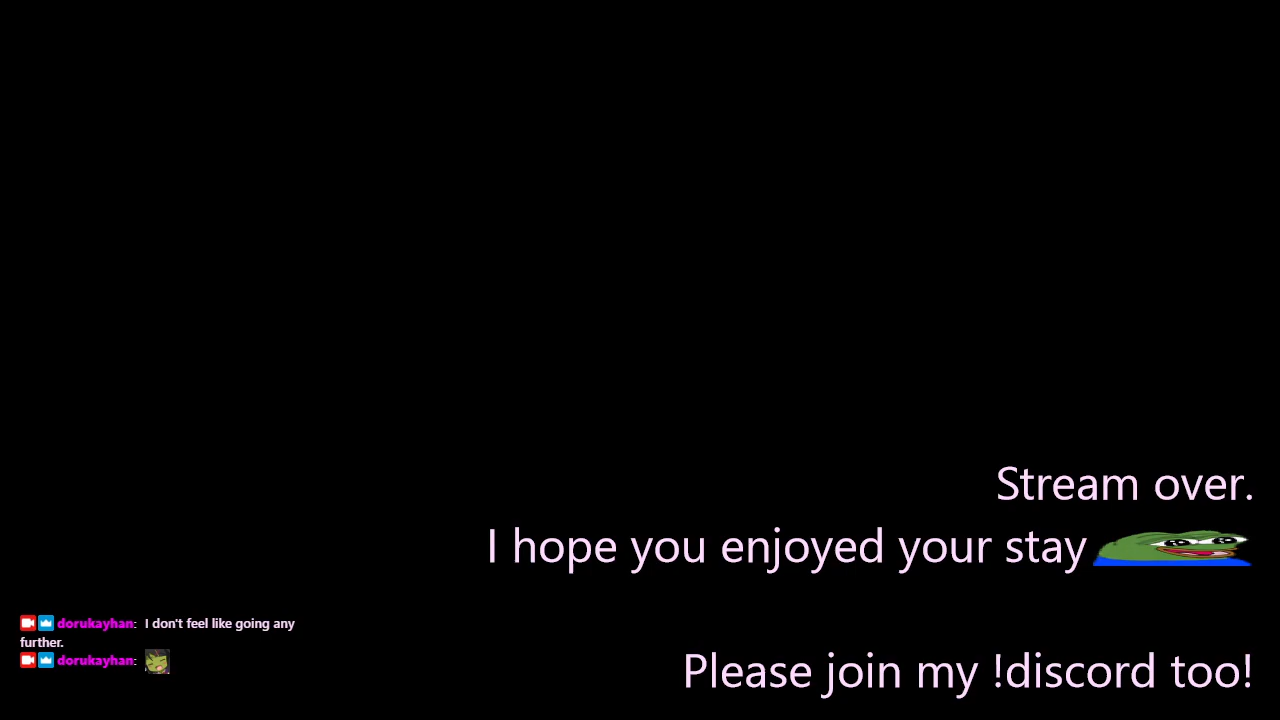 Stream over.
I hope you enjoyed your stay
dorukayhan: I don't feel like going any
further.
dorukayhan:
Please join my !discord too!